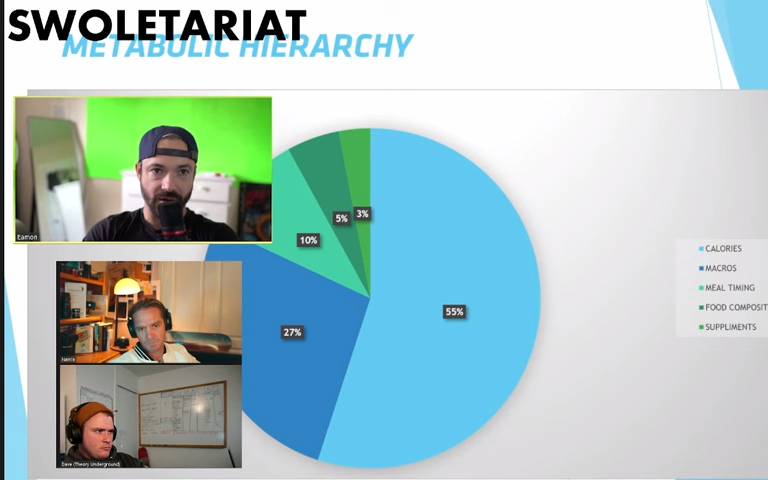 SWOLETARIAT
METABOLIC HIERARCHY
Eamon
5%
3%
10%
55%
27%
CALORIES
MACROS
MEAL TIMING
FOOD COMPOSIT
SUPPLIMENTS
Dave (Theory Underground)